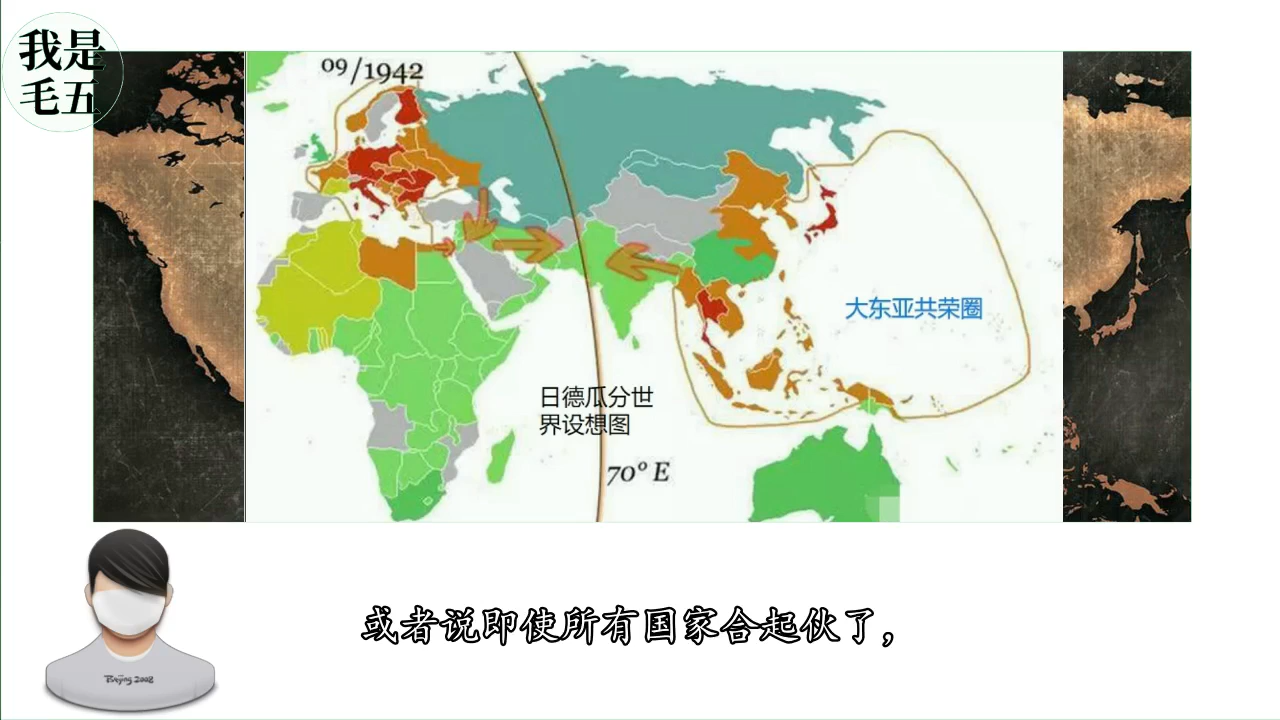 我是
毛五
09/1942
大东亚共荣圈
日德瓜分世
界设想图
70° E
Beijing 2008
或者说即使所有国家合起伙了，